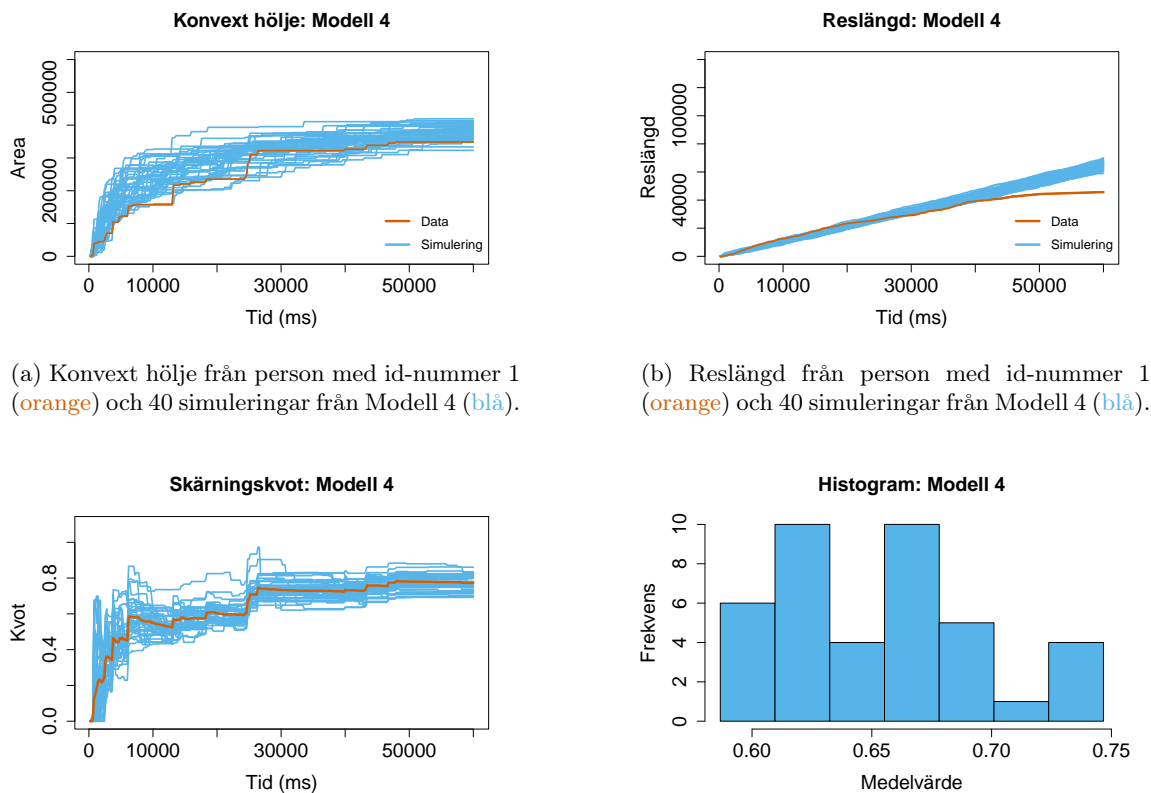 Konvext hölje: Modell 4
Area
0 200000 500000
0 10000 30000 50000
Tid (ms)
Data
Simulering
(a) Konvext hölje från person med id-nummer 1
(orange) och 40 simuleringar från Modell 4 (blå).
Reslängd: Modell 4
Reslängd
0 40000 100000
0 10000 30000 50000
Tid (ms)
Data
Simulering
(b) Reslängd från person med id-nummer 1
(orange) och 40 simuleringar från Modell 4 (blå).
Skärningskvot: Modell 4
Kvot
0.0 0.4 0.8
0 10000 30000 50000
Tid (ms)
Histogram: Modell 4
Frekvens
0 2 4 6 8 10
0.60 0.65 0.70 0.75
Medelvärde